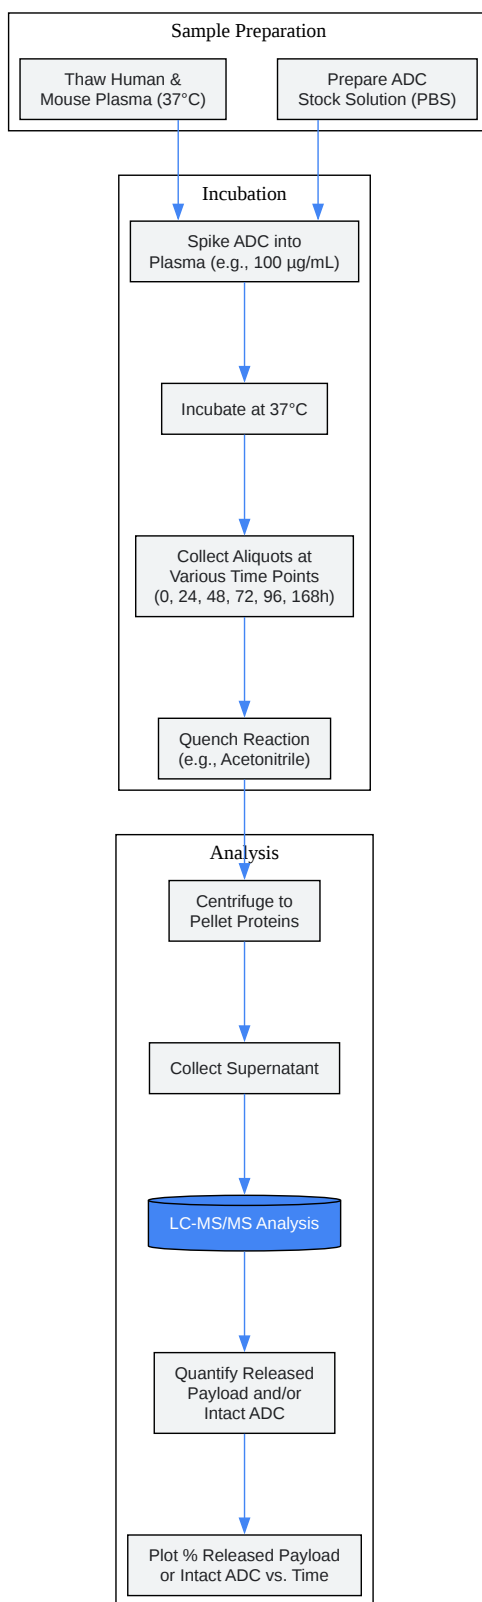 Sample Preparation
Thaw Human &
Mouse Plasma (37°C)
Prepare ADC
Stock Solution (PBS)
Incubation
Spike ADC into
Plasma (e.g., 100 µg/mL)
Incubate at 37°C
Collect Aliquots at
Various Time Points
(0, 24, 48, 72, 96, 168h)
Quench Reaction
(e.g., Acetonitrile)
Analysis
Centrifuge to
Pellet Proteins
Collect Supernatant
LC-MS/MS Analysis
Quantify Released
Payload and/or
Intact ADC
Plot % Released Payload
or Intact ADC vs. Time